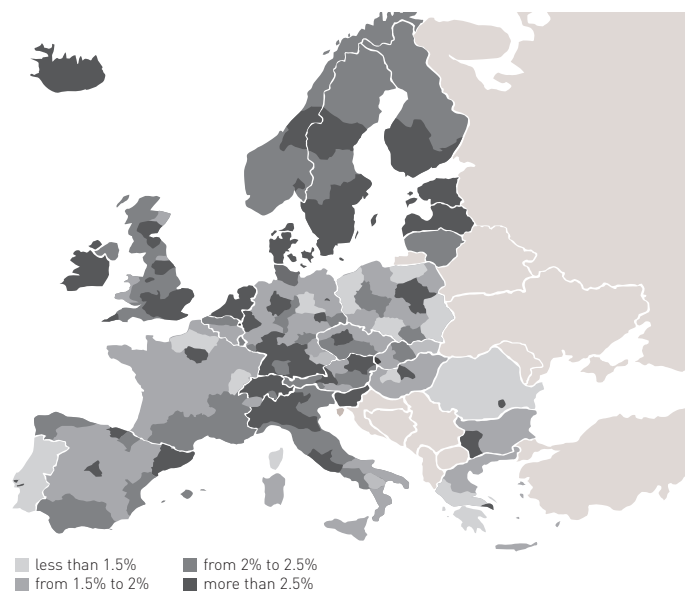 less than 1.5%
from 1.5% to 2%
from 2% to 2.5%
more than 2.5%